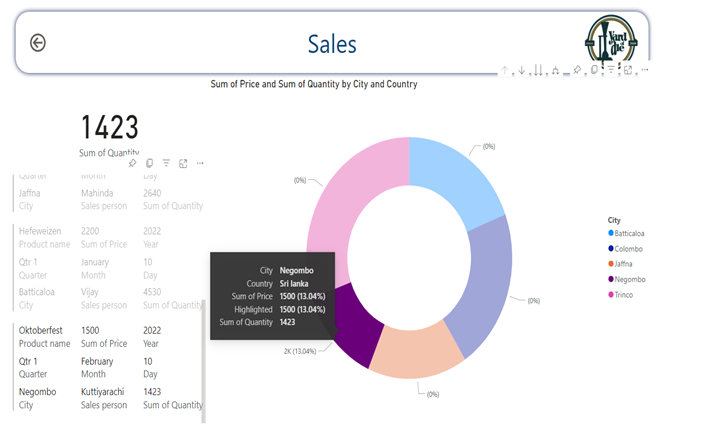 Sales
Yard
of
die
Sum of Price and Sum of Quantity by City and Country
1423
Sum of Quantity
Quarter Month Day
Jaffna Mahinda 2640
City Sales person Sum of Quantity
Hefeweizen 2200 2022
Product name Sum of Price Year
Qtr 1 January 10
Quarter Month Day
Batticaloa Vijay 4530
City Sales person Sum of Quantity
Oktoberfest 1500 2022
Product name Sum of Price Year
Qtr 1 February 10
Quarter Month Day
Negombo Kuttiyarachi 1423
City Sales person Sum of Quantity
(0%)
(0%)
(0%)
(0%)
2K (13.04%)
City Negombo
Country Sri lanka
Sum of Price 1500 (13.04%)
Highlighted 1500 (13.04%)
Sum of Quantity 1423
City
Batticaloa
Colombo
Jaffna
Negombo
Trinco